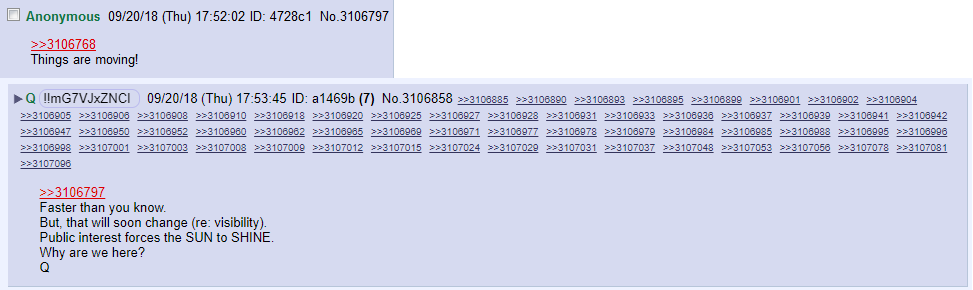 Anonymous 09/20/18 (Thu) 17:52:02 ID: 4728c1 No.3106797
>>3106768
Things are moving!
▶ Q !!mG7VJxZNCI 09/20/18 (Thu) 17:53:45 ID: a1469b (7) No.3106858 >>3106885 >>3106890 >>3106893 >>3106895 >>3106899 >>3106901 >>3106902 >>3106904
>>3106905 >>3106906 >>3106908 >>3106910 >>3106918 >>3106920 >>3106925 >>3106927 >>3106928 >>3106931 >>3106933 >>3106936 >>3106937 >>3106939 >>3106941 >>3106942
>>3106947 >>3106950 >>3106952 >>3106960 >>3106962 >>3106965 >>3106969 >>3106971 >>3106977 >>3106978 >>3106979 >>3106984 >>3106985 >>3106988 >>3106995 >>3106996
>>3106998 >>3107001 >>3107003 >>3107008 >>3107009 >>3107012 >>3107015 >>3107024 >>3107029 >>3107031 >>3107037 >>3107048 >>3107053 >>3107056 >>3107078 >>3107081
>>3107096
>>3106797
Faster than you know.
But, that will soon change (re: visibility).
Public interest forces the SUN to SHINE.
Why are we here?
Q